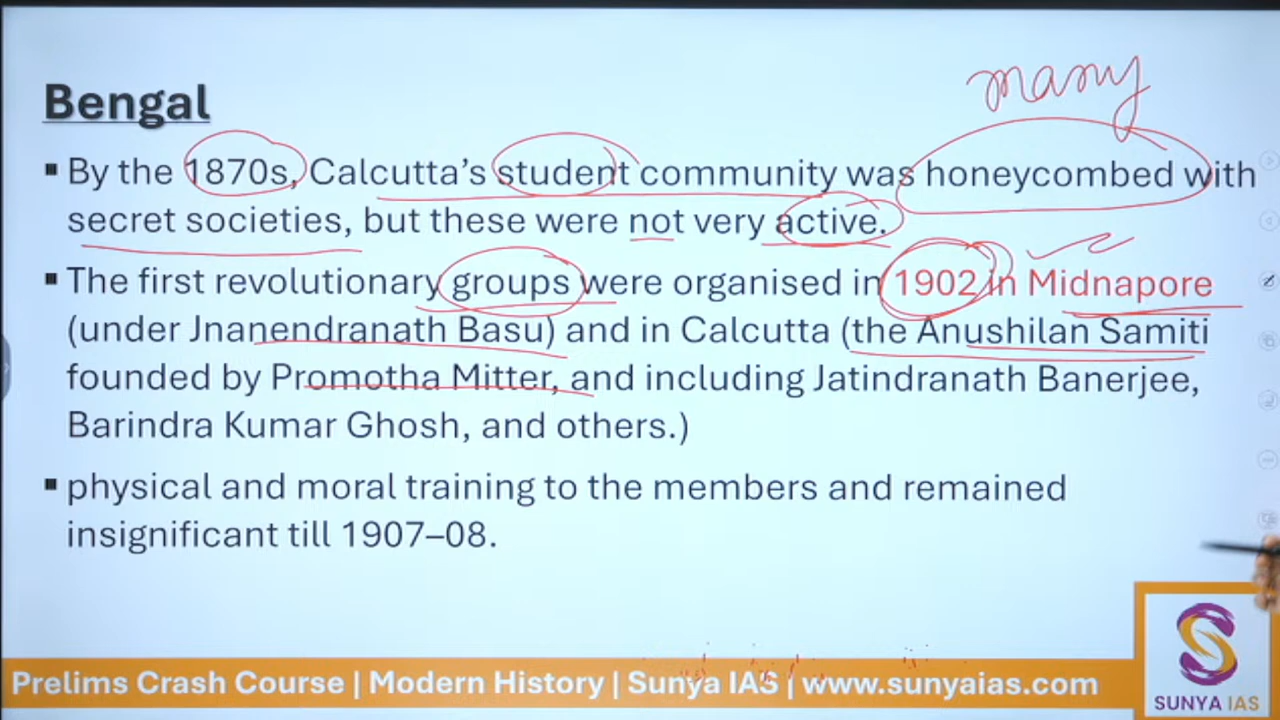 many
Bengal
▪ By the 1870s, Calcutta's student community was honeycombed with
secret societies, but these were not very active.
▪ The first revolutionary groups were organised in 1902 in Midnapore
(under Jnanendranath Basu) and in Calcutta (the Anushilan Samiti
founded by Promotha Mitter, and including Jatindranath Banerjee,
Barindra Kumar Ghosh, and others.)
▪ physical and moral training to the members and remained
insignificant till 1907–08.
Prelims Crash Course | Modern History | Sunya IAS | www.sunyaias.com
SUNYA IAS